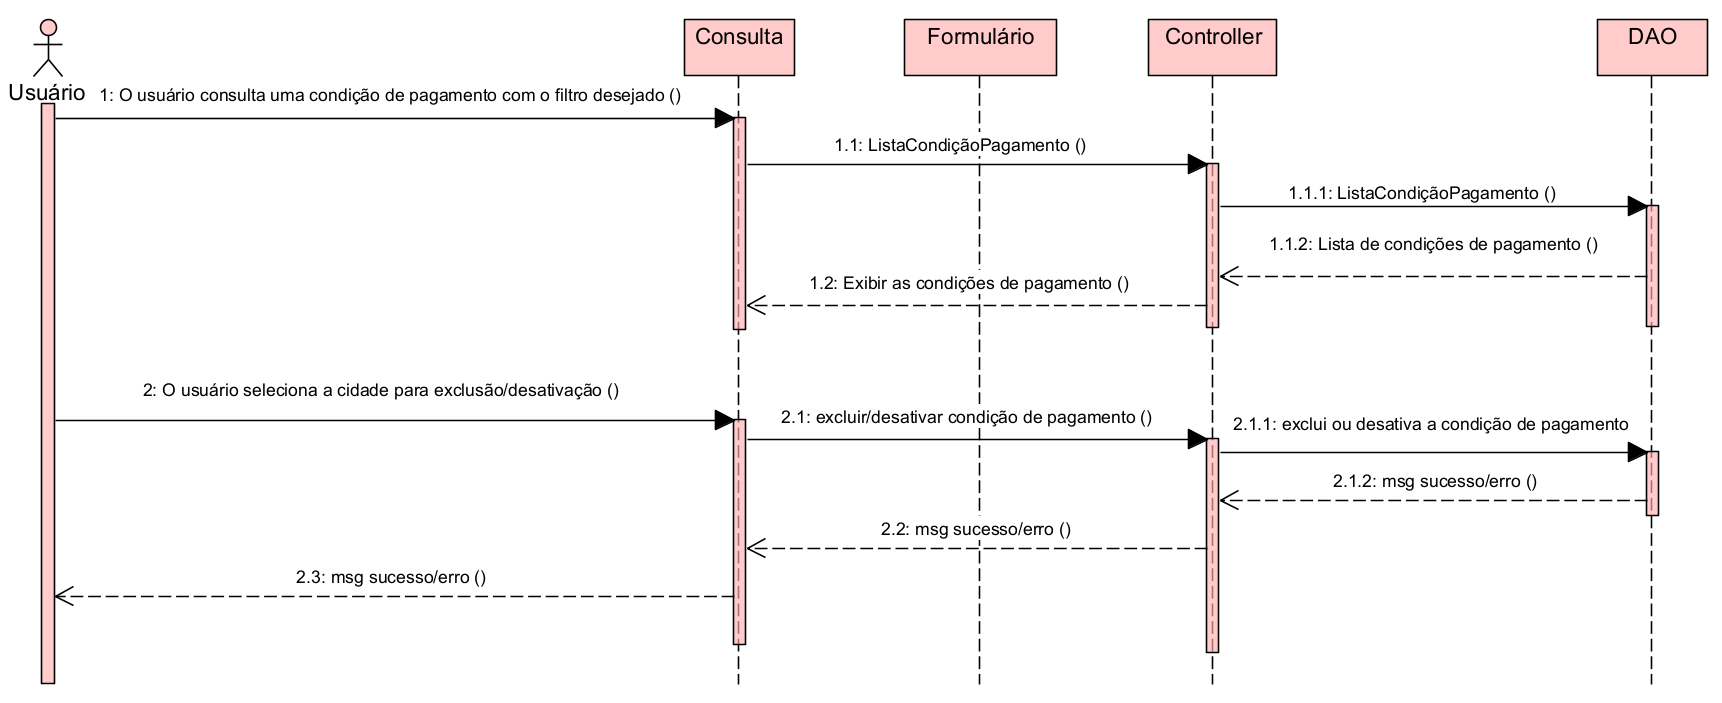 Consulta
Formulário
Controller
DAO
Usuário
1: O usuário consulta uma condição de pagamento com o filtro desejado ()
1.1: ListaCondiçãoPagamento ()
1.1.1: ListaCondiçãoPagamento ()
1.1.2: Lista de condições de pagamento ()
1.2: Exibir as condições de pagamento ()
2: O usuário seleciona a cidade para exclusão/desativação ()
2.1: excluir/desativar condição de pagamento ()
2.1.1: exclui ou desativa a condição de pagamento
2.1.2: msg sucesso/erro ()
2.2: msg sucesso/erro ()
2.3: msg sucesso/erro ()